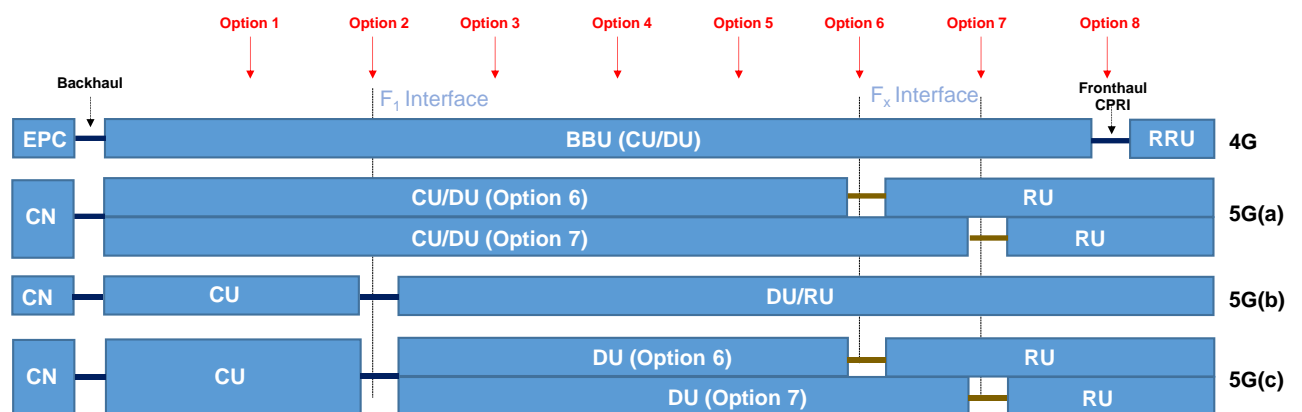 Option 1 Option 2 Option 3 Option 4 Option 5 Option 6 Option 7 Option 8
Backhaul
F1 Interface
Fx Interface
Fronthaul
CPRI
EPC BBU (CU/DU) RRU 4G
CN
CU/DU (Option 6) RU
5G(a)
CU/DU (Option 7) RU
CN CU DU/RU 5G(b)
DU (Option 6) RU
CN CU 5G(c)
DU (Option 7) RU